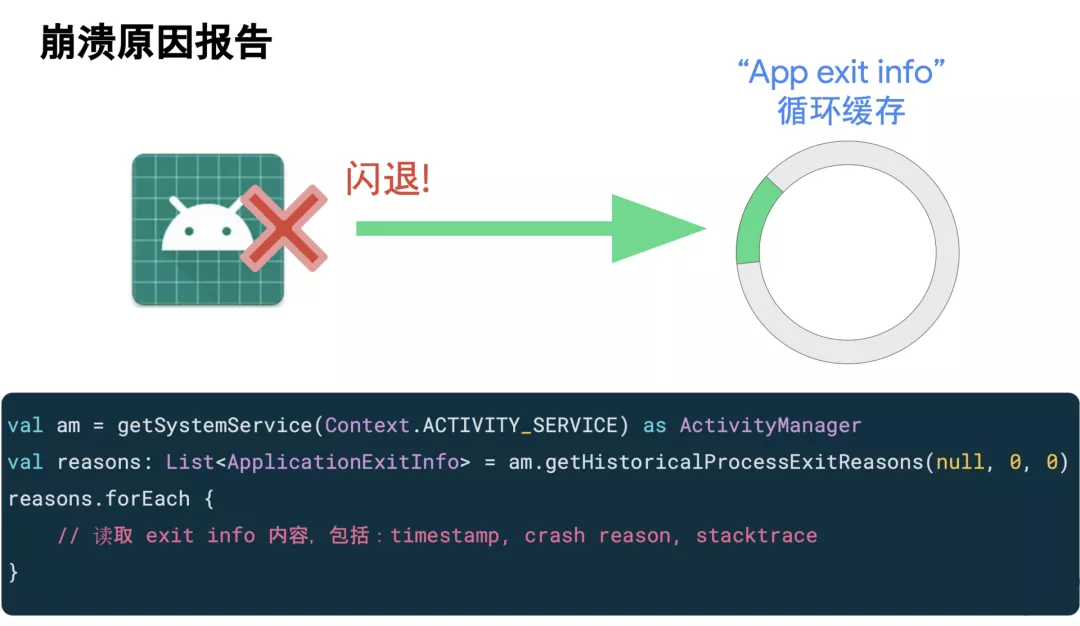 崩溃原因报告
“App exit info”
循环缓存
闪退!
val am = getSystemService(Context.ACTIVITY_SERVICE) as ActivityManager
val reasons: List<ApplicationExitInfo> = am.getHistoricalProcessExitReasons(null, 0, 0)
reasons.forEach {
    // 读取 exit info 内容, 包括：timestamp, crash reason, stacktrace
}